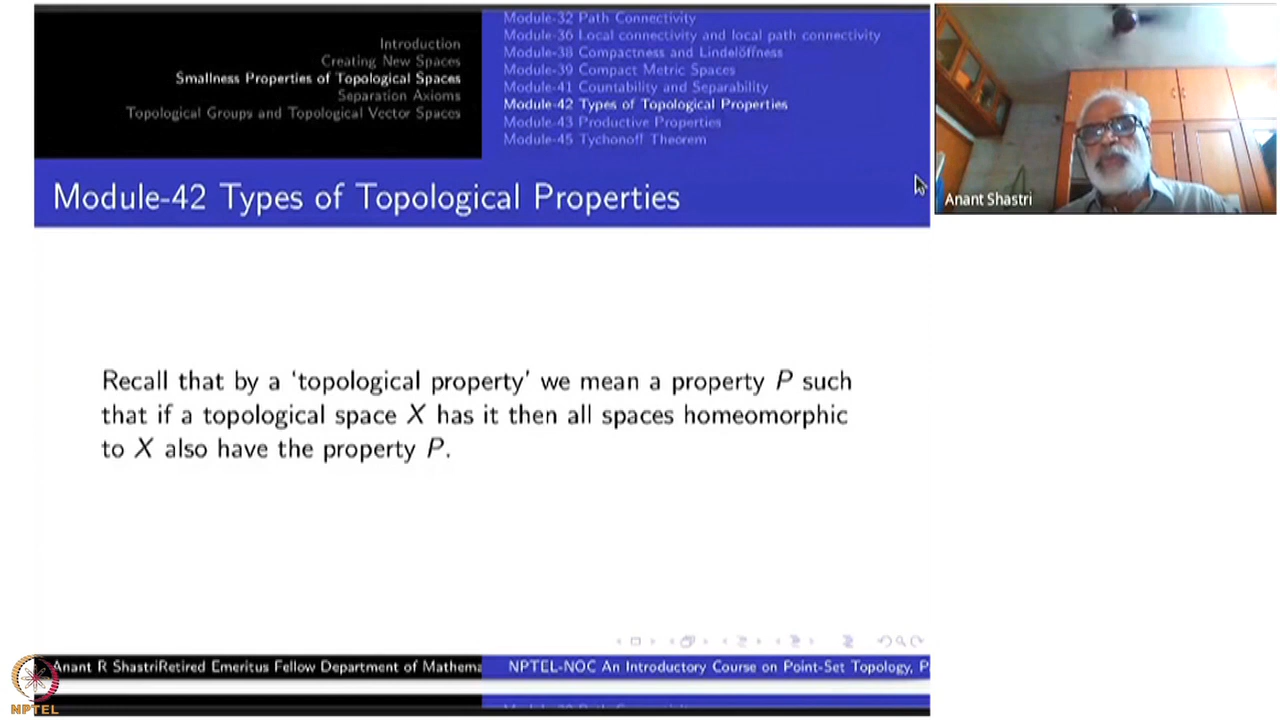 Introduction
Creating New Spaces
Smallness Properties of Topological Spaces
Separation Axioms
Topological Groups and Topological Vector Spaces
Module-32 Path Connectivity
Module-36 Local connectivity and local path connectivity
Module-38 Compactness and Lindelöffness
Module-39 Compact Metric Spaces
Module-41 Countability and Separability
Module-42 Types of Topological Properties
Module-43 Productive Properties
Module-45 Tychonoff Theorem
Module-42 Types of Topological Properties
Anant Shastri
Recall that by a ‘topological property’ we mean a property P such
that if a topological space X has it then all spaces homeomorphic
to X also have the property P.
Anant R ShastriRetired Emeritus Fellow Department of Mathema
NPTEL-NOC An Introductory Course on Point-Set Topology, P
NPTEL